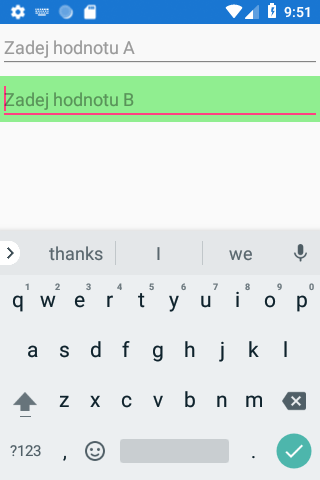 9:51
Zadej hodnotu A
Zadej hodnotu B
thanks I we
1 2 3 4 5 6 7 8 9 0
q w e r t y u i o p
a s d f g h j k l
z x c v b n m
?123 , .